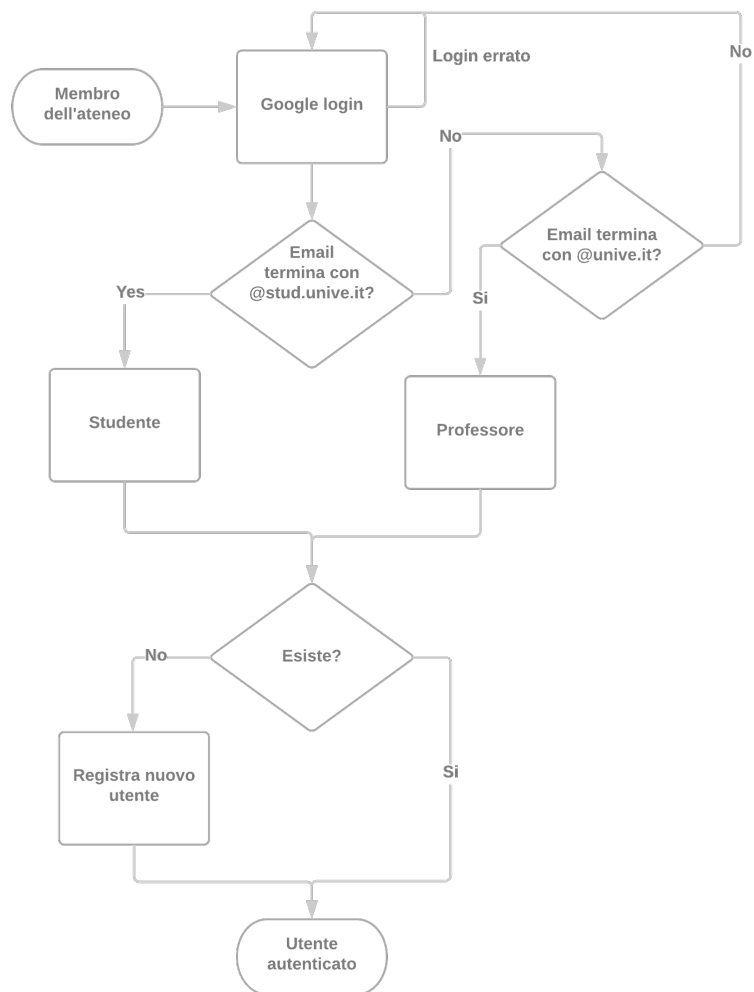 Login errato
No
Membro
dell'ateneo
Google login
No
Email termina
con @unive.it?
Email
termina con
@stud.unive.it?
Yes
Si
Studente
Professore
Esiste?
No
Si
Registra nuovo
utente
Utente
autenticato